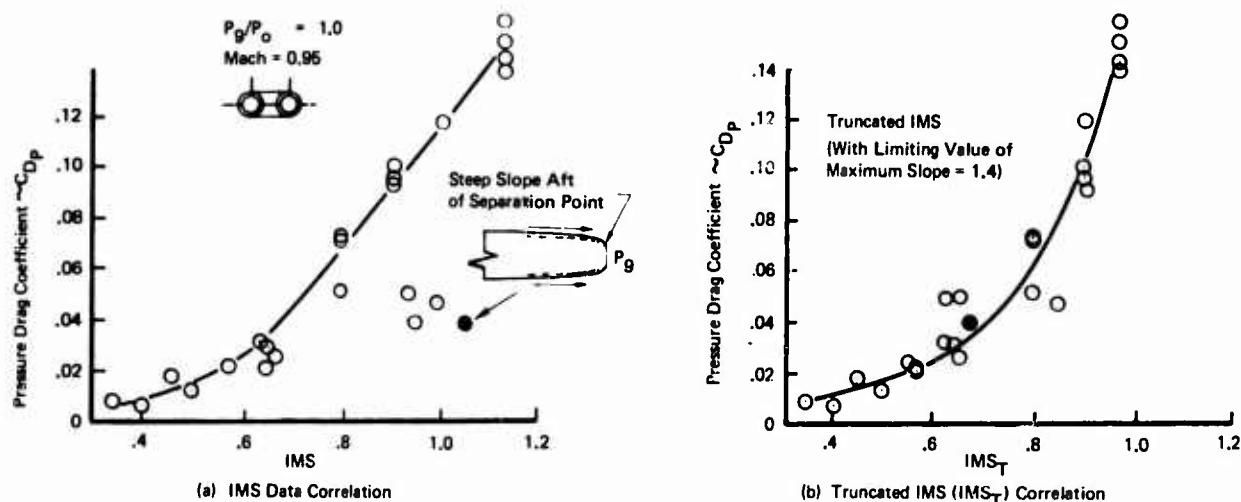 P9/Po = 1.0
Mach = 0.95
.12
.10
.08
.06
.04
.02
0
Pressure Drag Coefficient ~CDP
Steep Slope Aft
of Separation Point
P9
.4
.6
.8
1.0
1.2
IMS
(a) IMS Data Correlation
.14
.12
.10
.08
.06
.04
.02
0
Pressure Drag Coefficient ~CDP
Truncated IMS
(With Limiting Value of
Maximum Slope = 1.4)
.4
.6
.8
1.0
1.2
IMST
(b) Truncated IMS (IMST) Correlation